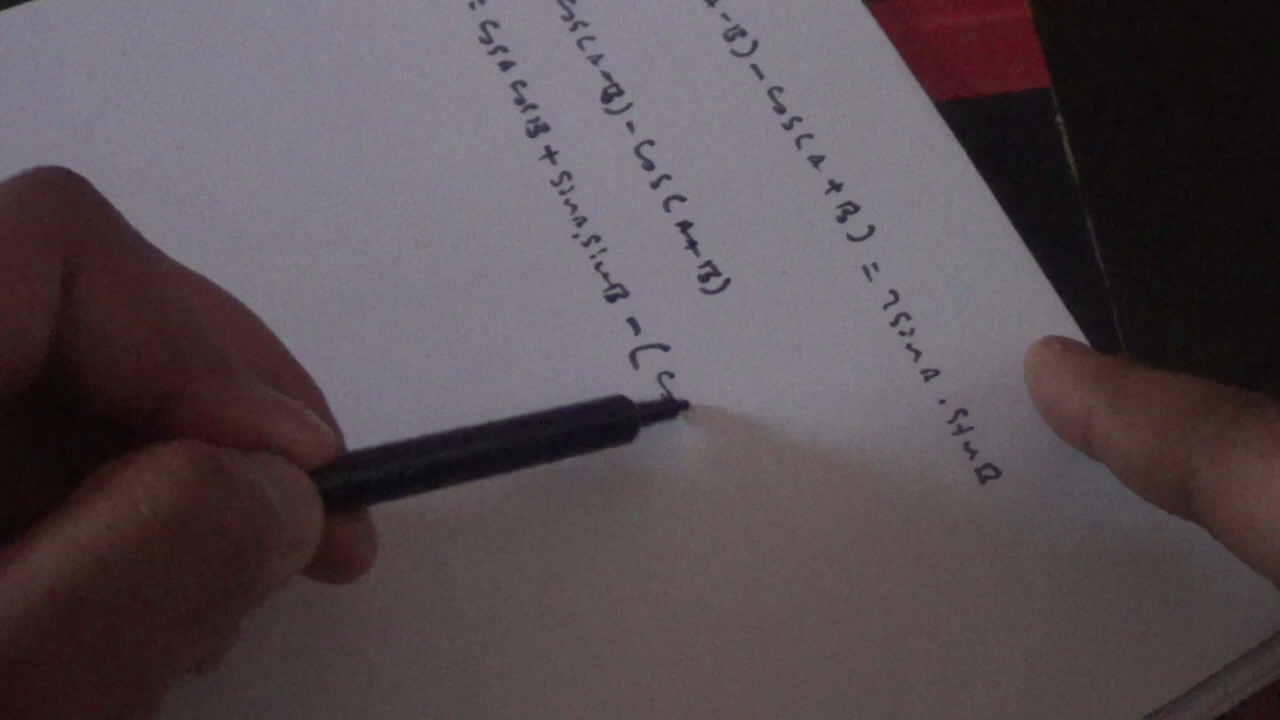 A-B) - cos(A+B) = 2sinA.sinB
cos(A-B) - cos(A+B)
= cosA cosB + sinA.sinB - (c